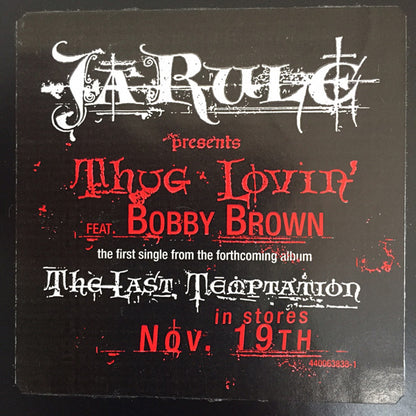 JA RULE
presents
THUG LOVIN'
FEAT. BOBBY BROWN
the first single from the forthcoming album
THE LAST TEMPTATION
in stores
NOV. 19TH
440063838-1